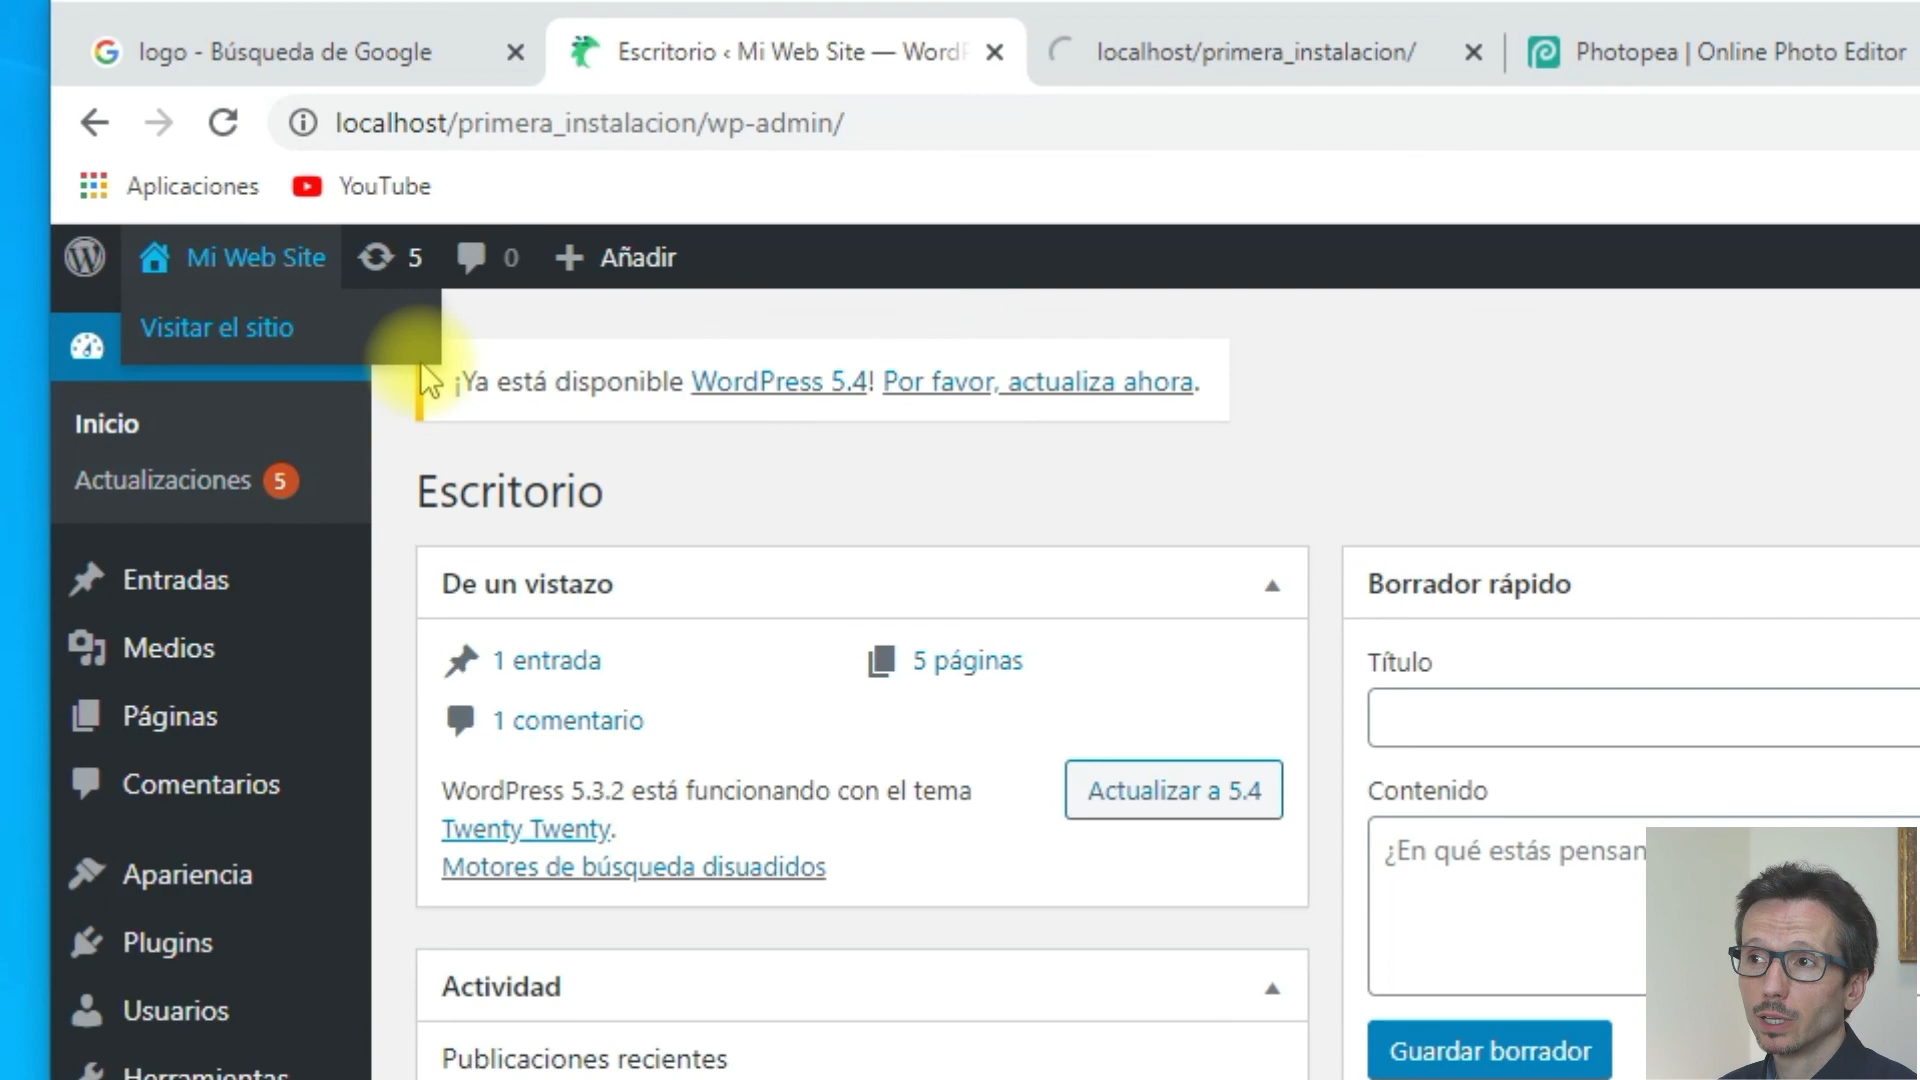 logo - Búsqueda de Google
Escritorio ‹ Mi Web Site — Word
localhost/primera_instalacion/
Photopea | Online Photo Editor
localhost/primera_instalacion/wp-admin/
Aplicaciones
YouTube
Mi Web Site
5
0
Añadir
Visitar el sitio
¡Ya está disponible WordPress 5.4! Por favor, actualiza ahora.
Inicio
Actualizaciones 5
Entradas
Medios
Páginas
Comentarios
Apariencia
Plugins
Usuarios
Herramientas
Escritorio
De un vistazo
1 entrada
5 páginas
1 comentario
WordPress 5.3.2 está funcionando con el tema
Twenty Twenty.
Actualizar a 5.4
Motores de búsqueda disuadidos
Actividad
Publicaciones recientes
Borrador rápido
Título
Contenido
¿En qué estás pensan
Guardar borrador